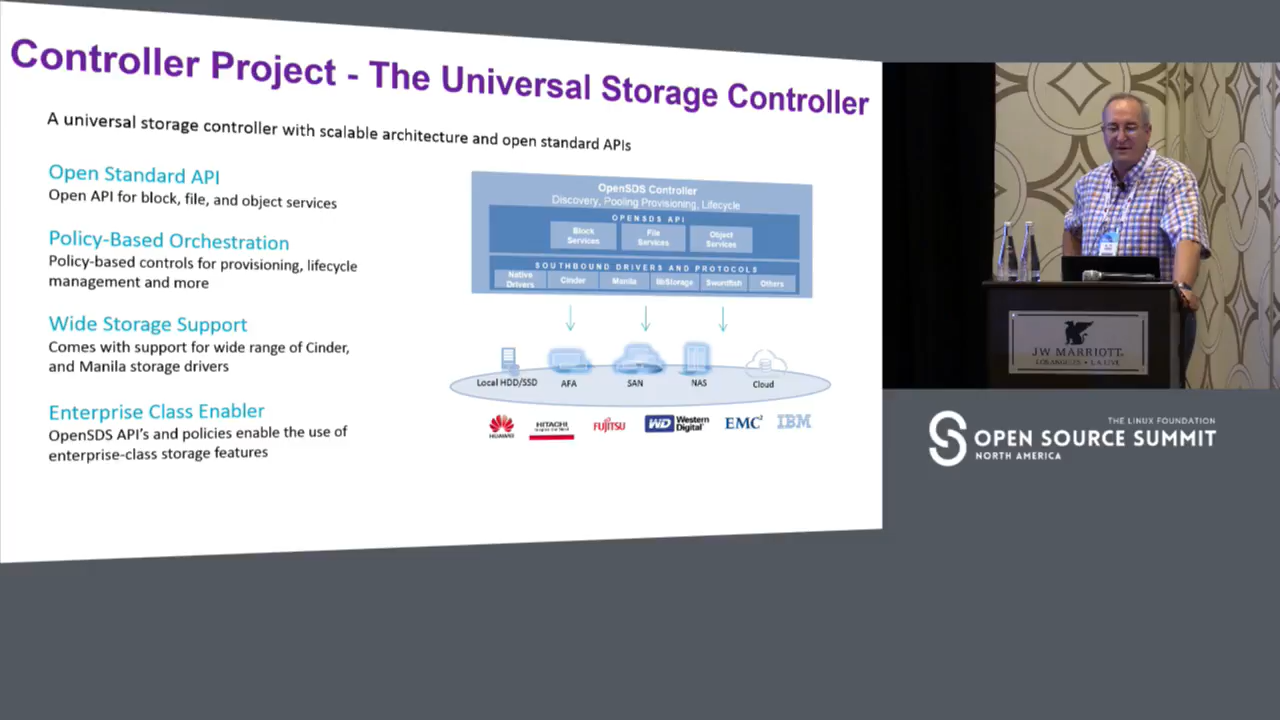 Controller Project - The Universal Storage Controller
A universal storage controller with scalable architecture and open standard APIs
Open Standard API
Open API for block, file, and object services
Policy-Based Orchestration
Policy-based controls for provisioning, lifecycle
management and more
Wide Storage Support
Comes with support for wide range of Cinder,
and Manila storage drivers
Enterprise Class Enabler
OpenSDS API's and policies enable the use of
enterprise-class storage features
OpenSDS Controller
Discovery, Pooling Provisioning, Lifecycle
OPENSDS API
Block
Services
File
Services
Object
Services
SOUTHBOUND DRIVERS AND PROTOCOLS
Native
Drivers
Cinder
Manila
libStorage
Swordfish
Others
Local HDD/SSD
AFA
SAN
NAS
Cloud
HUAWEI
HITACHI
FUJITSU
WD
Western
Digital
EMC²
IBM
JW MARRIOTT
LOS ANGELES • L.A. LIVE
THE LINUX FOUNDATION
OPEN SOURCE SUMMIT
NORTH AMERICA